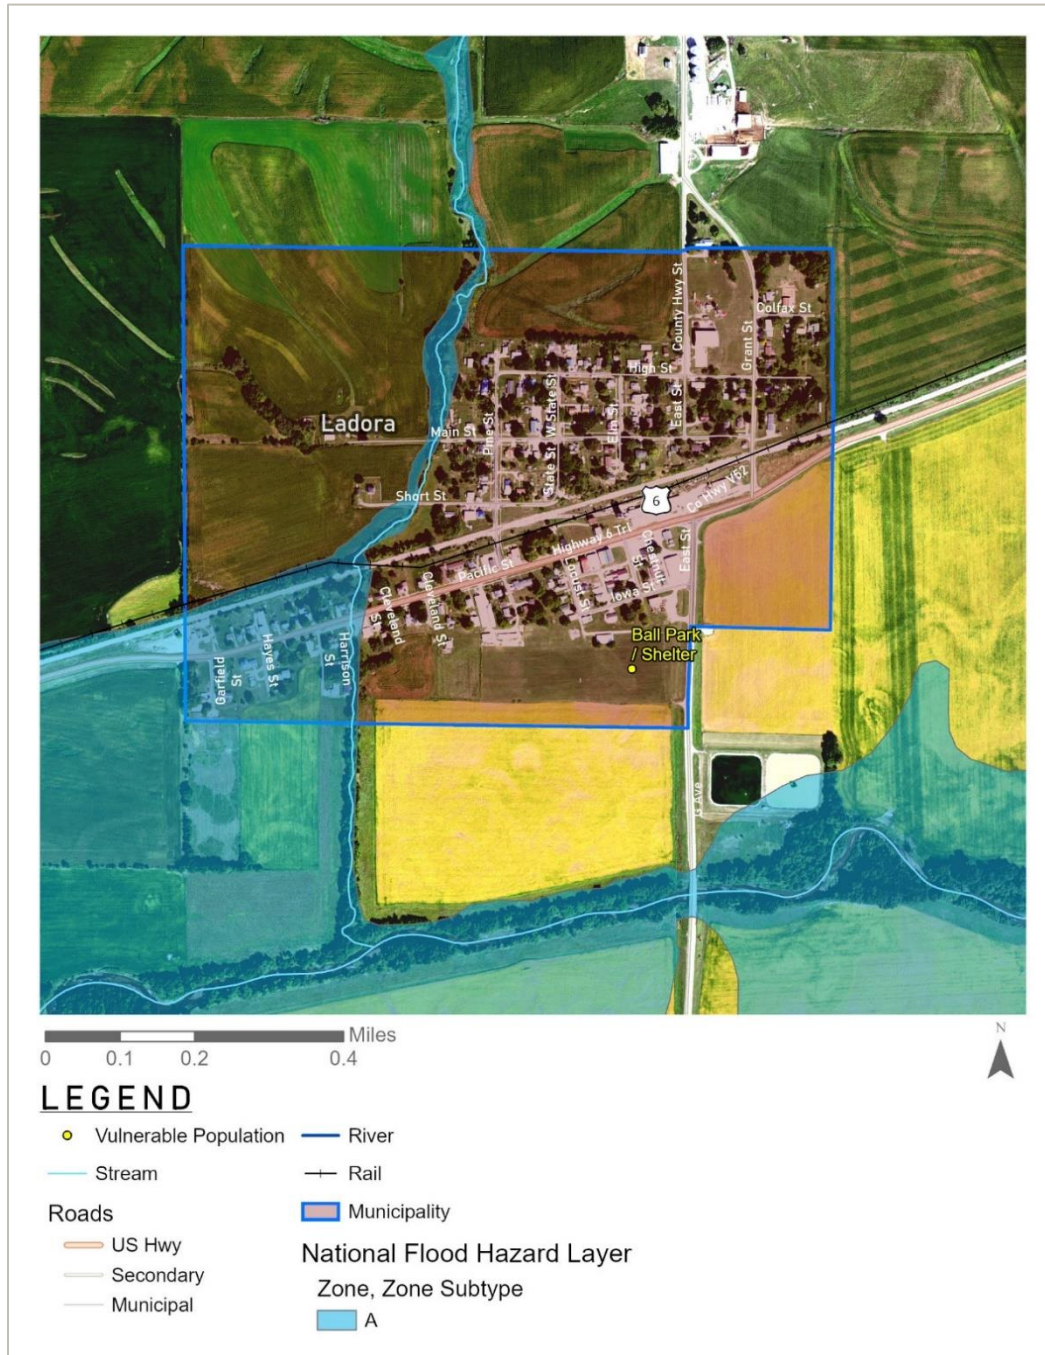 Colfax St
County Hwy St
Grant St
High St
W State St
Elm St
East St
Ladora
Main St
Pine St
State St
Short St
6
Co Hwy V52
Highway 6 Trl
Pacific St
Chestnut
St
East St
Locust St
Iowa St
Cleveland St
Cleveland
St
Harrison
St
Hayes St
Garfield
St
Ball Park
/ Shelter
G Ave
0
0.1
0.2
0.4
Miles
N
LEGEND
Vulnerable Population
River
Stream
Rail
Roads
Municipality
US Hwy
National Flood Hazard Layer
Secondary
Zone, Zone Subtype
Municipal
A